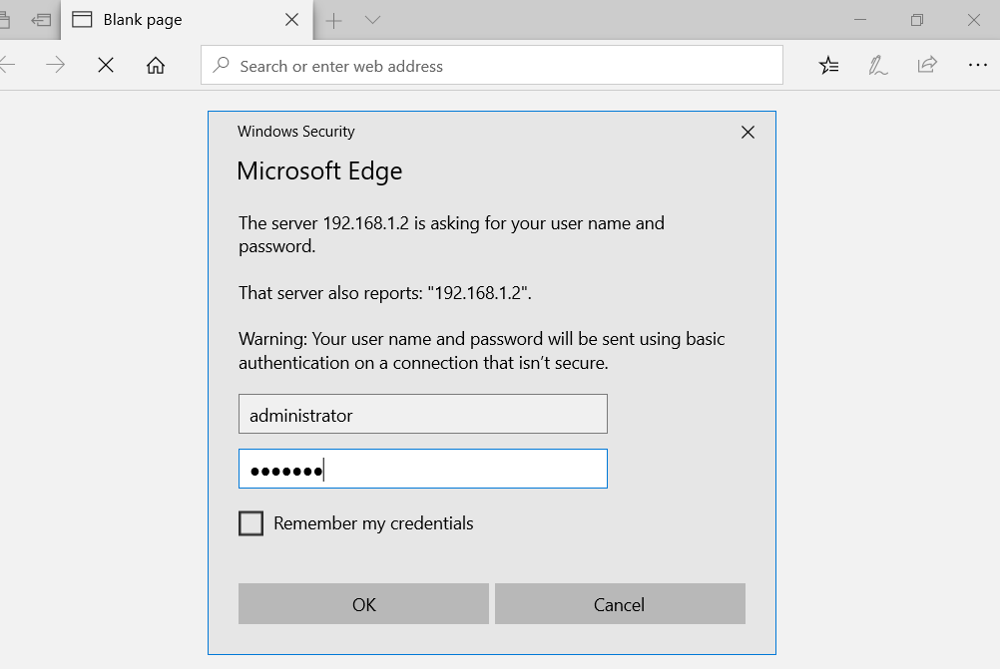 Blank page
Search or enter web address
Windows Security
Microsoft Edge
The server 192.168.1.2 is asking for your user name and
password.
That server also reports: "192.168.1.2".
Warning: Your user name and password will be sent using basic
authentication on a connection that isn’t secure.
administrator
●●●●●●●
Remember my credentials
OK
Cancel